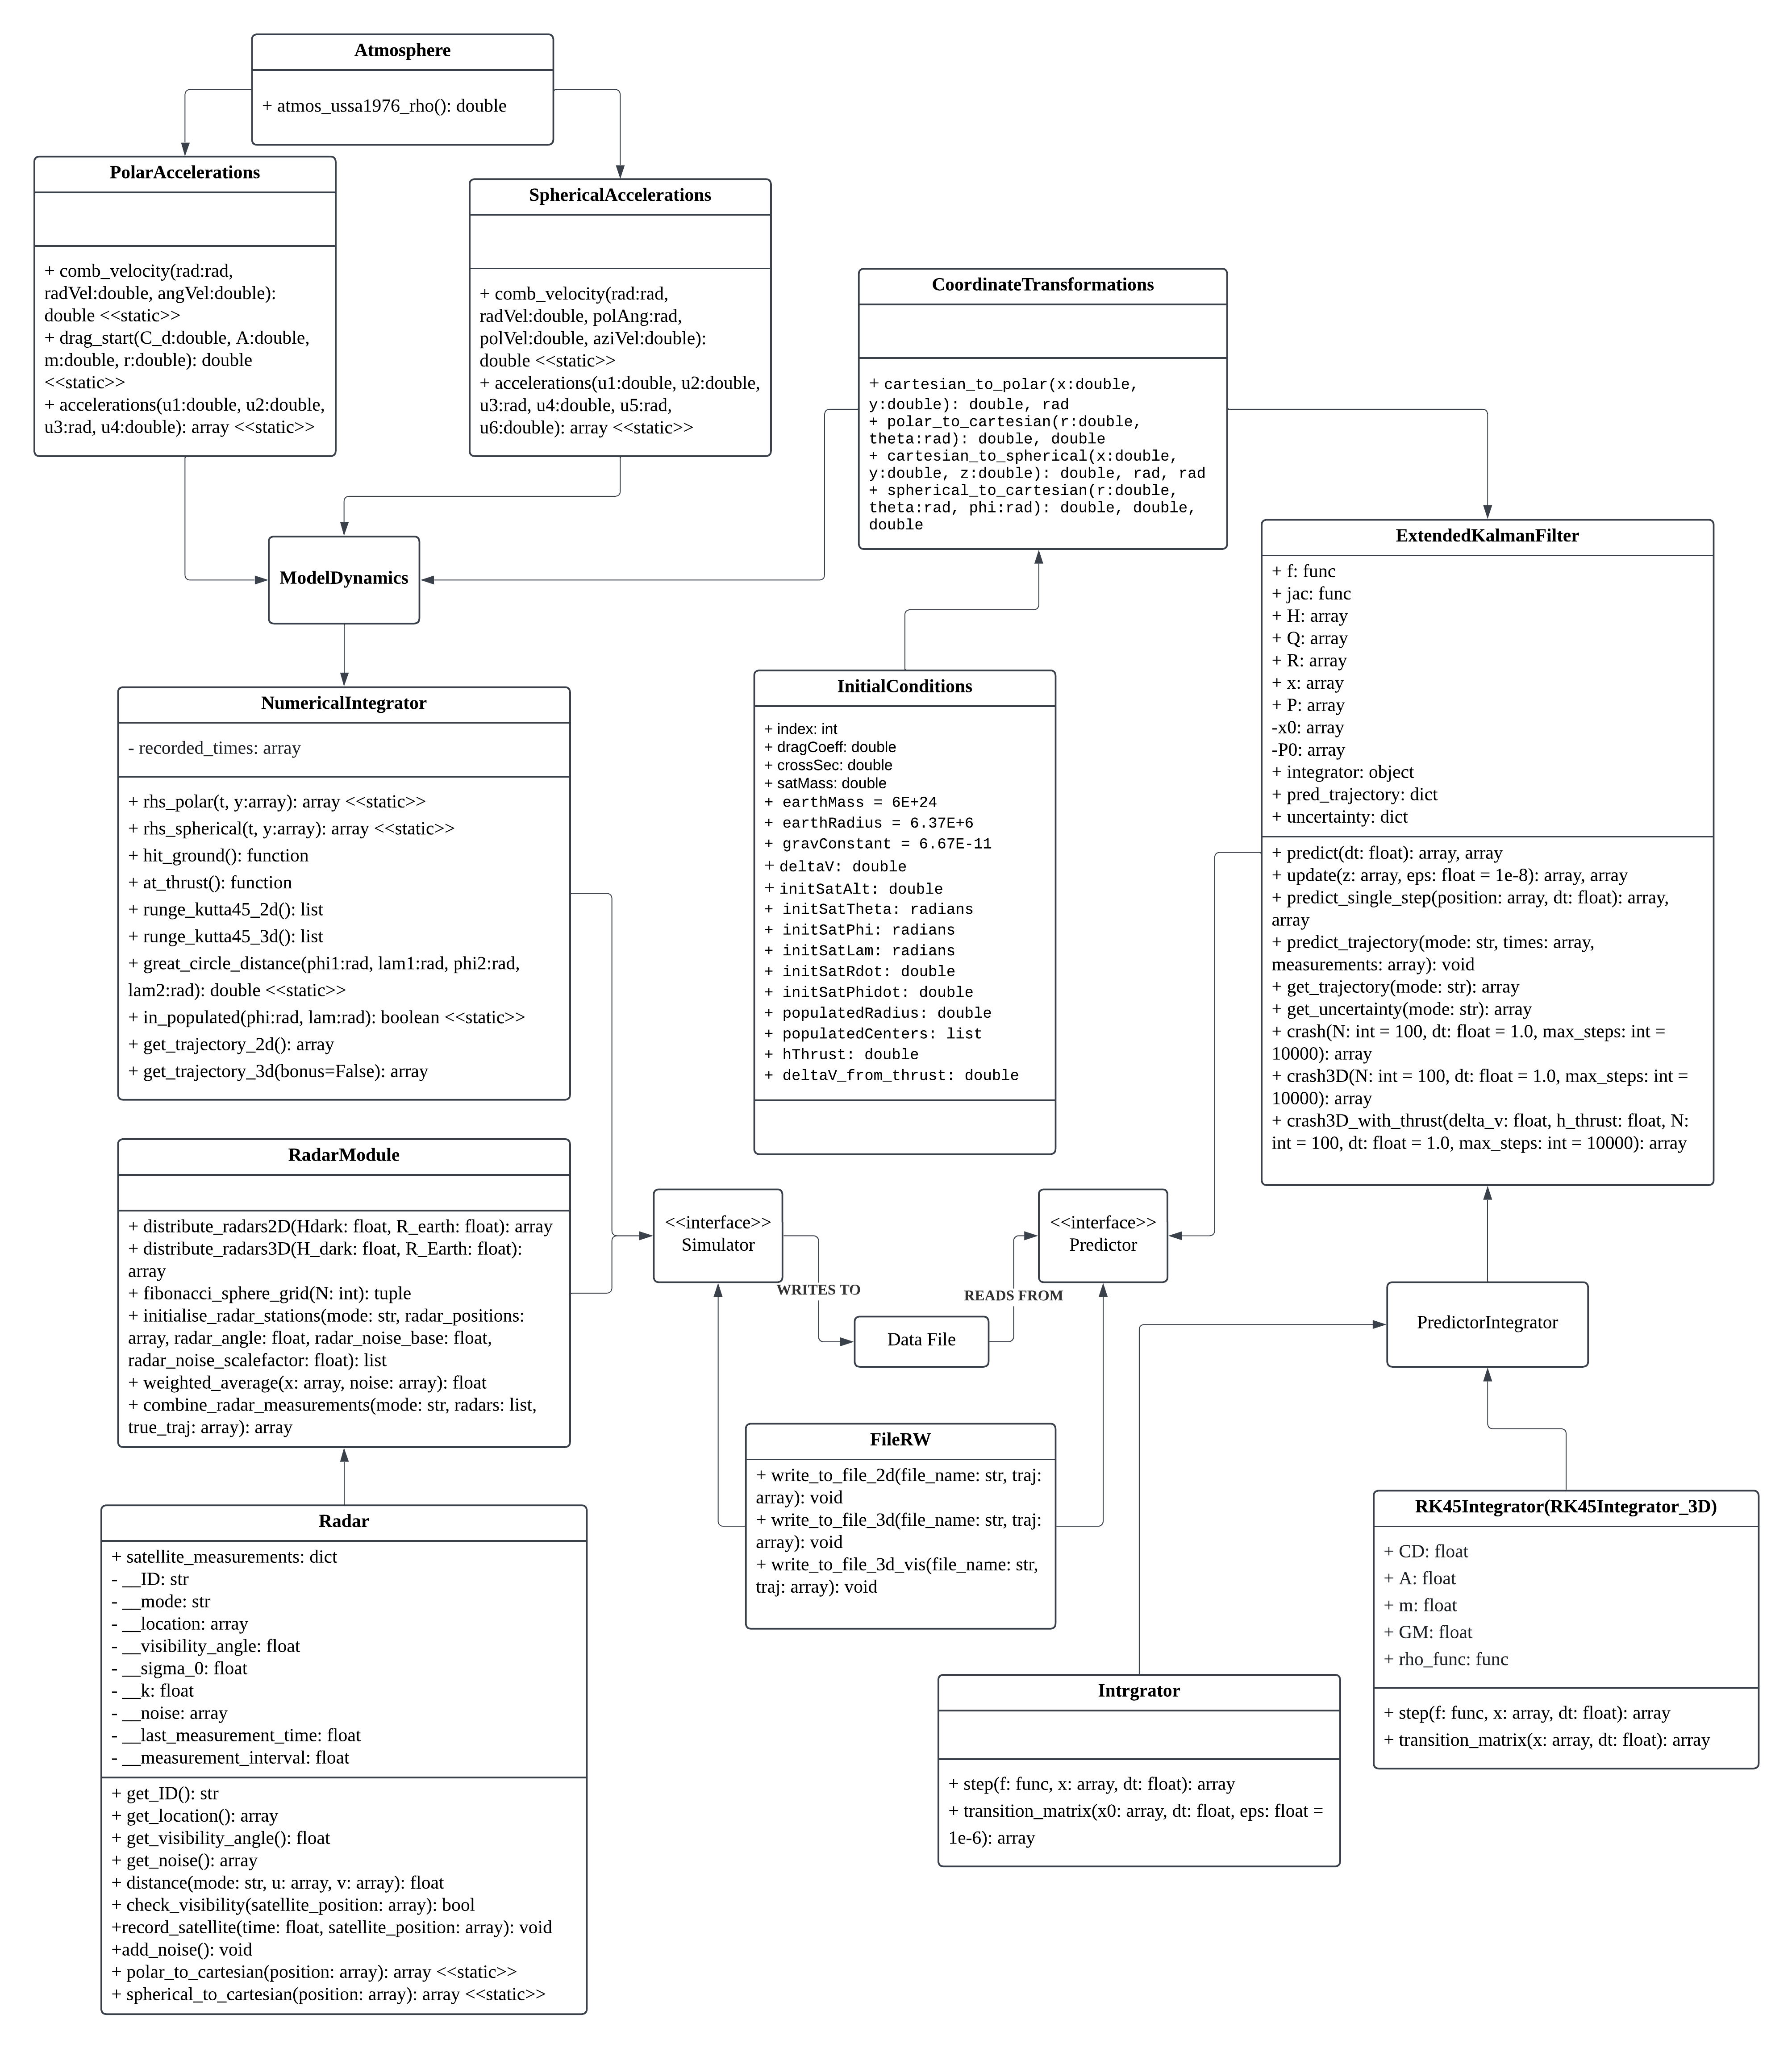 Atmosphere
+ atmos_ussa1976_rho(): double
PolarAccelerations
+ comb_velocity(rad:rad,
radVel:double, angVel:double):
double <<static>>
+ drag_start(C_d:double, A:double,
m:double, r:double): double
<<static>>
+ accelerations(u1:double, u2:double,
u3:rad, u4:double): array <<static>>
SphericalAccelerations
+ comb_velocity(rad:rad,
radVel:double, polAng:rad,
polVel:double, aziVel:double):
double <<static>>
+ accelerations(u1:double, u2:double,
u3:rad, u4:double, u5:rad,
u6:double): array <<static>>
CoordinateTransformations
+ cartesian_to_polar(x:double,
y:double): double, rad
+ polar_to_cartesian(r:double,
theta:rad): double, double
+ cartesian_to_spherical(x:double,
y:double, z:double): double, rad, rad
+ spherical_to_cartesian(r:double,
theta:rad, phi:rad): double, double,
double
ModelDynamics
ExtendedKalmanFilter
+ f: func
+ jac: func
+ H: array
+ Q: array
+ R: array
+ x: array
+ P: array
-x0: array
-P0: array
+ integrator: object
+ pred_trajectory: dict
+ uncertainty: dict
+ predict(dt: float): array, array
+ update(z: array, eps: float = 1e-8): array, array
+ predict_single_step(position: array, dt: float): array,
array
+ predict_trajectory(mode: str, times: array,
measurements: array): void
+ get_trajectory(mode: str): array
+ get_uncertainty(mode: str): array
+ crash(N: int = 100, dt: float = 1.0, max_steps: int =
10000): array
+ crash3D(N: int = 100, dt: float = 1.0, max_steps: int =
10000): array
+ crash3D_with_thrust(delta_v: float, h_thrust: float, N:
int = 100, dt: float = 1.0, max_steps: int = 10000): array
NumericalIntegrator
- recorded_times: array
+ rhs_polar(t, y:array): array <<static>>
+ rhs_spherical(t, y:array): array <<static>>
+ hit_ground(): function
+ at_thrust(): function
+ runge_kutta45_2d(): list
+ runge_kutta45_3d(): list
+ great_circle_distance(phi1:rad, lam1:rad, phi2:rad,
lam2:rad): double <<static>>
+ in_populated(phi:rad, lam:rad): boolean <<static>>
+ get_trajectory_2d(): array
+ get_trajectory_3d(bonus=False): array
InitialConditions
+ index: int
+ dragCoeff: double
+ crossSec: double
+ satMass: double
+ earthMass = 6E+24
+ earthRadius = 6.37E+6
+ gravConstant = 6.67E-11
+ deltaV: double
+ initSatAlt: double
+ initSatTheta: radians
+ initSatPhi: radians
+ initSatLam: radians
+ initSatRdot: double
+ initSatPhidot: double
+ populatedRadius: double
+ populatedCenters: list
+ hThrust: double
+ deltaV_from_thrust: double
RadarModule
+ distribute_radars2D(Hdark: float, R_earth: float): array
+ distribute_radars3D(H_dark: float, R_Earth: float):
array
+ fibonacci_sphere_grid(N: int): tuple
+ initialise_radar_stations(mode: str, radar_positions:
array, radar_angle: float, radar_noise_base: float,
radar_noise_scalefactor: float): list
+ weighted_average(x: array, noise: array): float
+ combine_radar_measurements(mode: str, radars: list,
true_traj: array): array
<<interface>>
Simulator
<<interface>>
Predictor
WRITES TO
READS FROM
Data File
PredictorIntegrator
FileRW
+ write_to_file_2d(file_name: str, traj:
array): void
+ write_to_file_3d(file_name: str, traj:
array): void
+ write_to_file_3d_vis(file_name: str,
traj: array): void
Radar
+ satellite_measurements: dict
- __ID: str
- __mode: str
- __location: array
- __visibility_angle: float
- __sigma_0: float
- __k: float
- __noise: array
- __last_measurement_time: float
- __measurement_interval: float
+ get_ID(): str
+ get_location(): array
+ get_visibility_angle(): float
+ get_noise(): array
+ distance(mode: str, u: array, v: array): float
+ check_visibility(satellite_position: array): bool
+record_satellite(time: float, satellite_position: array): void
+add_noise(): void
+ polar_to_cartesian(position: array): array <<static>>
+ spherical_to_cartesian(position: array): array <<static>>
RK45Integrator(RK45Integrator_3D)
+ CD: float
+ A: float
+ m: float
+ GM: float
+ rho_func: func
+ step(f: func, x: array, dt: float): array
+ transition_matrix(x: array, dt: float): array
Intrgrator
+ step(f: func, x: array, dt: float): array
+ transition_matrix(x0: array, dt: float, eps: float =
1e-6): array